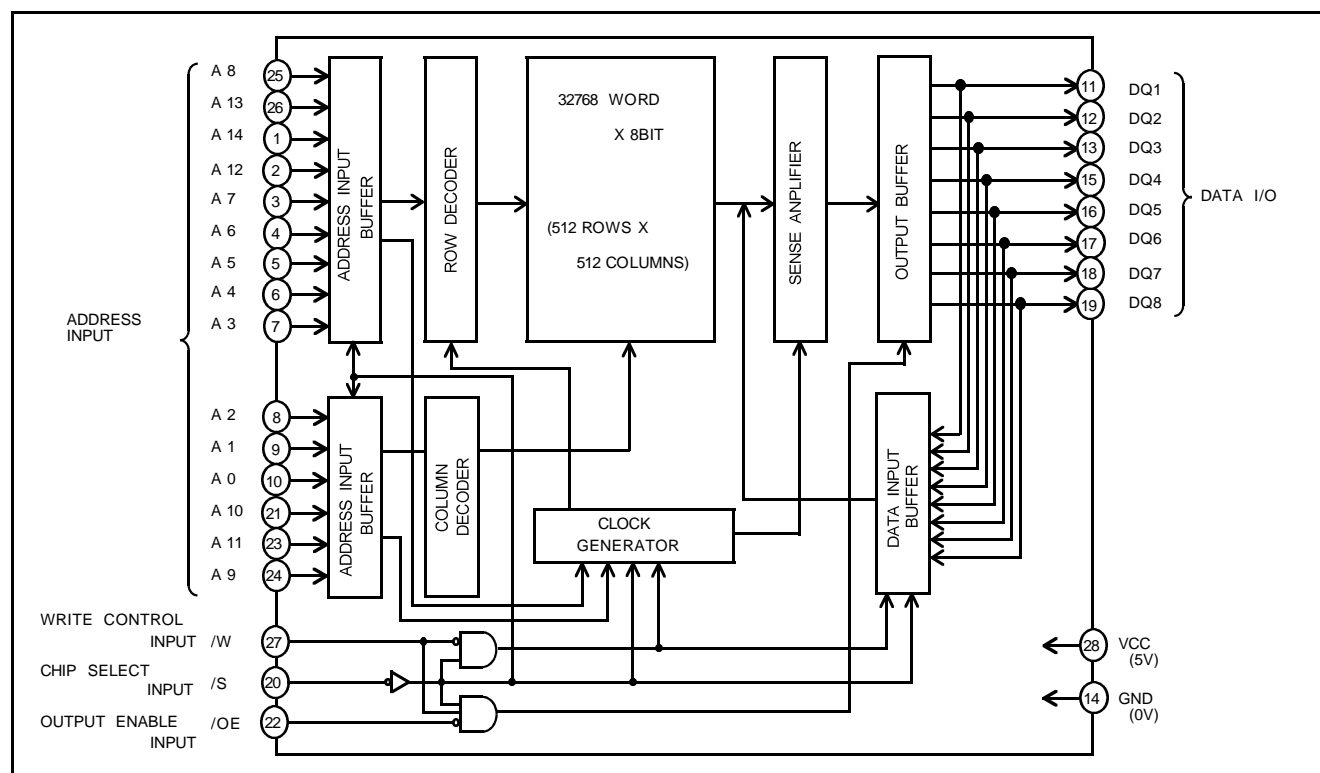 ADDRESS
INPUT
A 8
25
A 13
26
A 14
1
A 12
2
A 7
3
A 6
4
A 5
5
A 4
6
A 3
7
A 2
8
A 1
9
A 0
10
A 10
21
A 11
23
A 9
24
WRITE CONTROL
INPUT /W
27
CHIP SELECT
INPUT /S
20
OUTPUT ENABLE /OE
INPUT
22
ADDRESS INPUT
BUFFER
ROW DECODER
32768 WORD
X 8BIT
(512 ROWS X
512 COLUMNS)
SENSE ANPLIFIER
OUTPUT BUFFER
ADDRESS INPUT
BUFFER
COLUMN
DECODER
CLOCK
GENERATOR
DATA INPUT
BUFFER
11
DQ1
12
DQ2
13
DQ3
15
DQ4
16
DQ5
17
DQ6
18
DQ7
19
DQ8
DATA I/O
28
VCC
(5V)
14
GND
(0V)